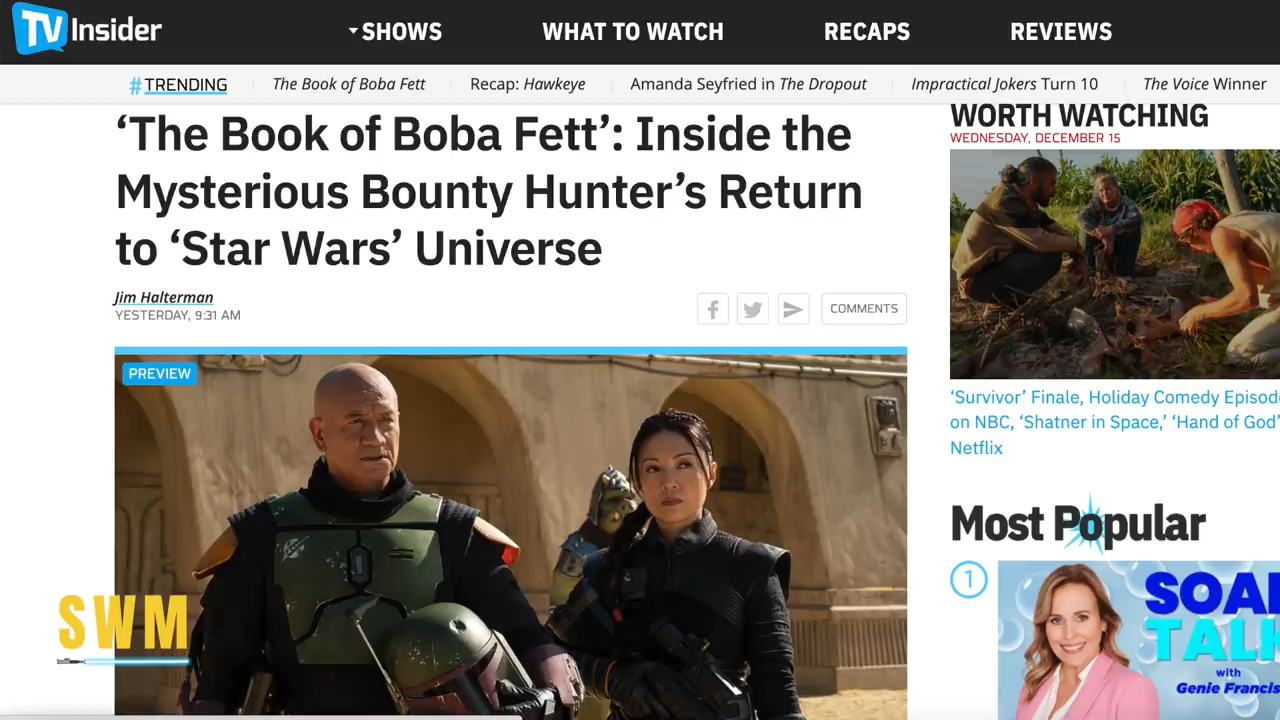 TV Insider
SHOWS
WHAT TO WATCH
RECAPS
REVIEWS
#TRENDING
The Book of Boba Fett
Recap: Hawkeye
Amanda Seyfried in The Dropout
Impractical Jokers Turn 10
The Voice Winner
‘The Book of Boba Fett’: Inside the
Mysterious Bounty Hunter’s Return
to ‘Star Wars’ Universe
Jim Halterman
YESTERDAY, 9:31 AM
COMMENTS
PREVIEW
SWM
WORTH WATCHING
WEDNESDAY, DECEMBER 15
‘Survivor’ Finale, Holiday Comedy Episode
on NBC, ‘Shatner in Space,’ ‘Hand of God’
Netflix
Most Popular
1
SOAP
TALK
with
Genie Francis